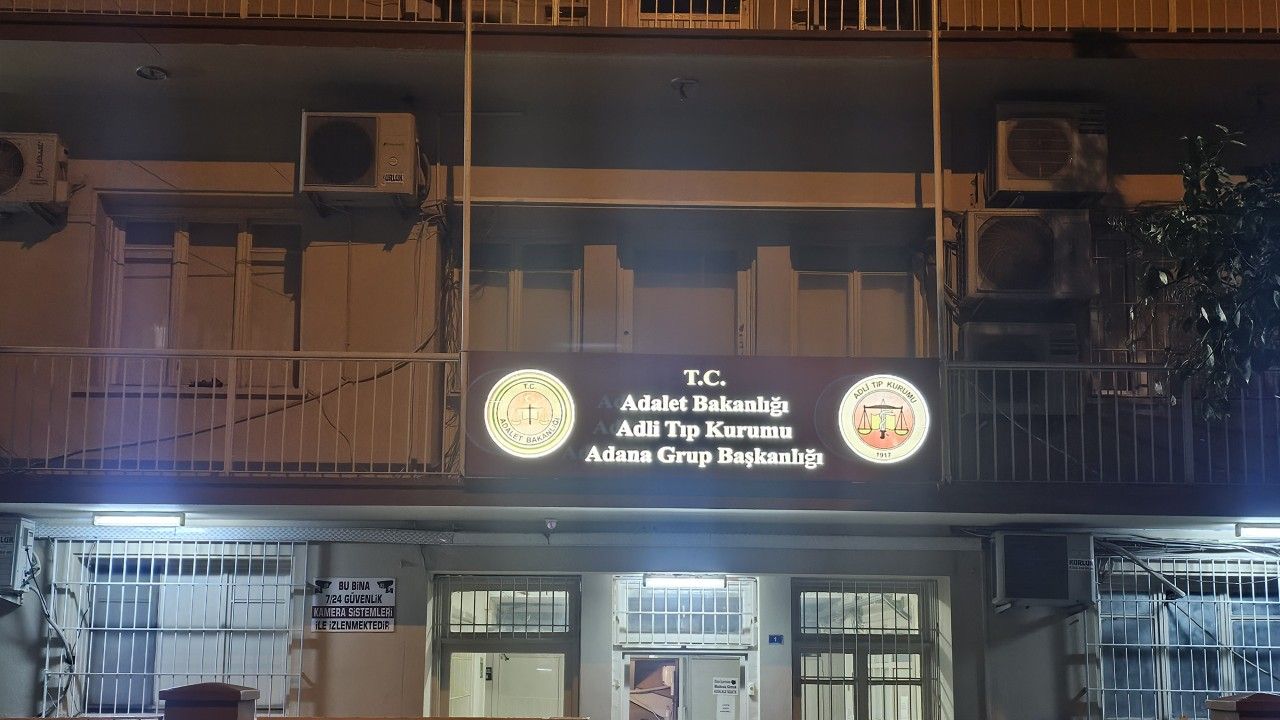 T.C.
Adalet Bakanlığı
Adli Tıp Kurumu
Adana Grup Başkanlığı
T.C.
ADALET BAKANLIĞI
ADLİ TIP KURUMU
1917
BU BİNA
7/24 GÜVENLİK
KAMERA SİSTEMLERİ
İLE İZLENMEKTEDİR
1